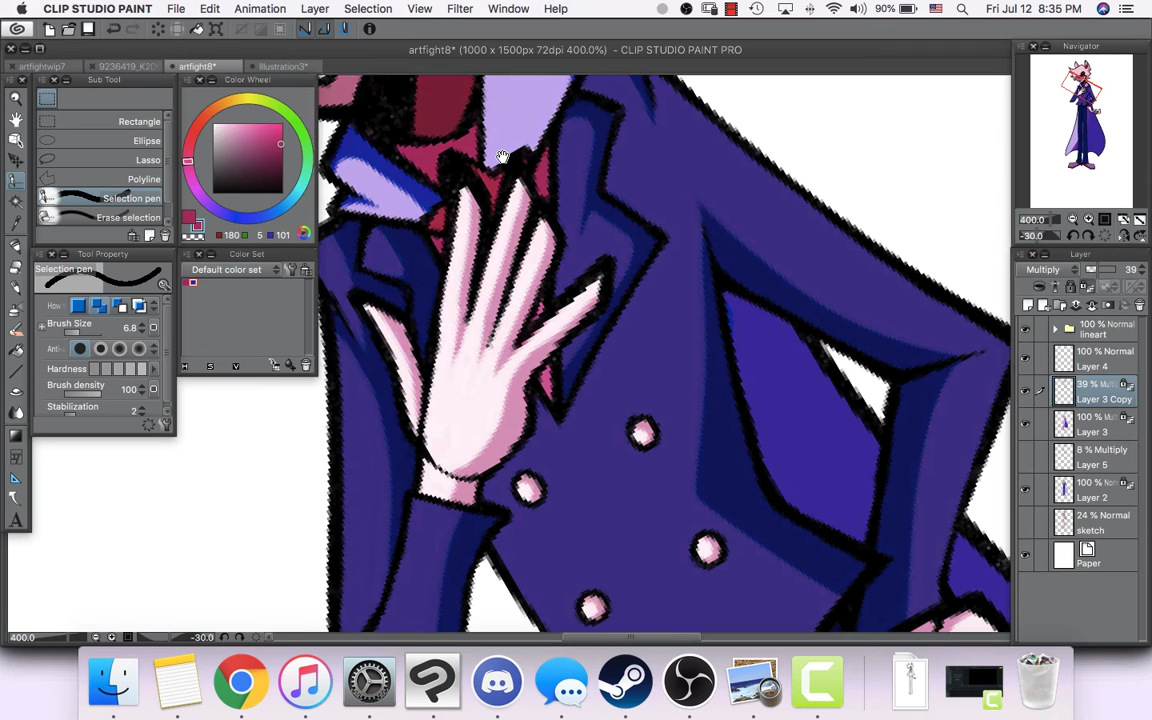 CLIP STUDIO PAINT File Edit Animation Layer Selection View Filter Window Help 90% Fri Jul 12 8:35 PM
artfight8* (1000 x 1500px 72dpi 400.0%) - CLIP STUDIO PAINT PRO
artfightwip7 9236419_K2D artfight8* Illustration3*
Sub Tool
Rectangle
Ellipse
Lasso
Polyline
Selection pen
Erase selection
Tool Property
Selection pen
How
Brush Size 6.8
Anti-
Hardness
Brush density 100
Stabilization 2
Color Wheel
180 5 101
Color Set
Default color set
H S V
Navigator
400.0
-30.0
Layer
Multiply 39
100 % Normal
lineart
100 % Normal
Layer 4
39 % Multi
Layer 3 Copy
100 % Mul
Layer 3
8 % Multiply
Layer 5
100 % Nor
Layer 2
24 % Normal
sketch
Paper
400.0 -30.0
A